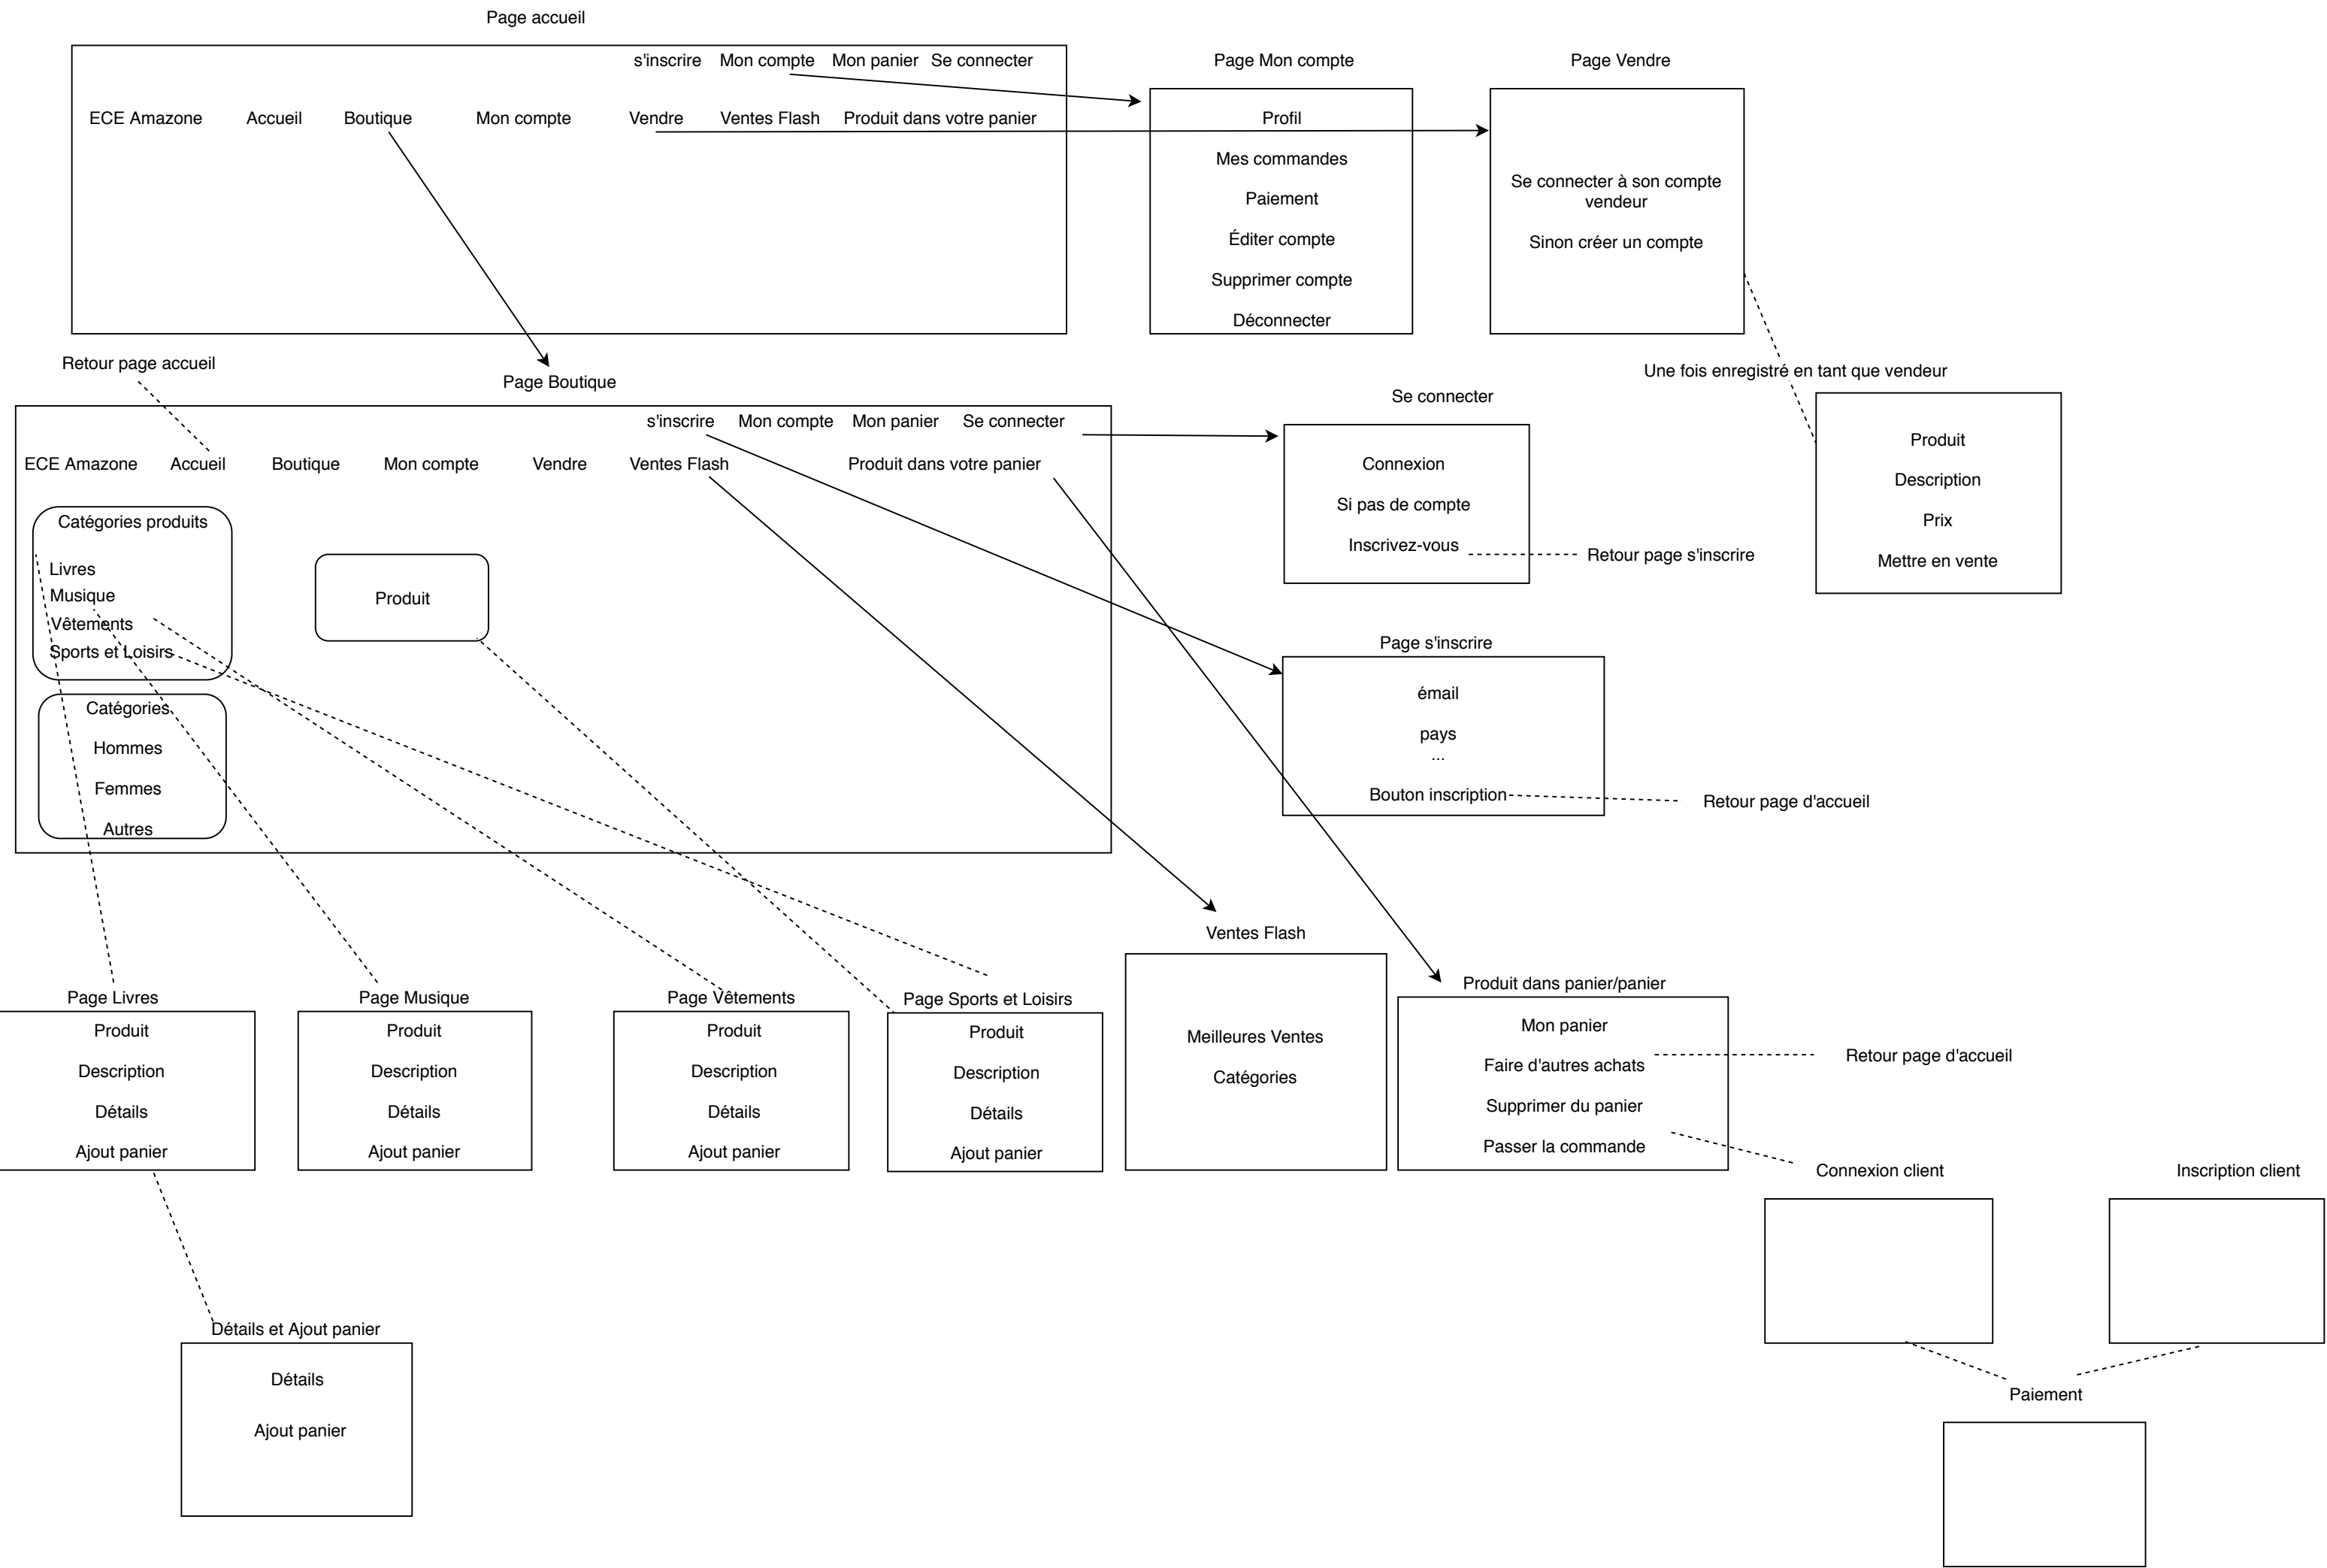 Page accueil
s'inscrire Mon compte Mon panier Se connecter
ECE Amazone Accueil Boutique Mon compte Vendre Ventes Flash Produit dans votre panier
Page Mon compte
Profil
Mes commandes
Paiement
Éditer compte
Supprimer compte
Déconnecter
Page Vendre
Se connecter à son compte
vendeur
Sinon créer un compte
Retour page accueil
Page Boutique
s'inscrire Mon compte Mon panier Se connecter
ECE Amazone Accueil Boutique Mon compte Vendre Ventes Flash Produit dans votre panier
Catégories produits
Livres
Musique
Vêtements
Sports et Loisirs
Produit
Catégories
Hommes
Femmes
Autres
Se connecter
Connexion
Si pas de compte
Inscrivez-vous
Retour page s'inscrire
Une fois enregistré en tant que vendeur
Produit
Description
Prix
Mettre en vente
Page s'inscrire
émail
pays
...
Bouton inscription
Retour page d'accueil
Page Livres
Produit
Description
Détails
Ajout panier
Page Musique
Produit
Description
Détails
Ajout panier
Page Vêtements
Produit
Description
Détails
Ajout panier
Page Sports et Loisirs
Produit
Description
Détails
Ajout panier
Ventes Flash
Meilleures Ventes
Catégories
Produit dans panier/panier
Mon panier
Faire d'autres achats
Supprimer du panier
Passer la commande
Retour page d'accueil
Connexion client
Inscription client
Détails et Ajout panier
Détails
Ajout panier
Paiement